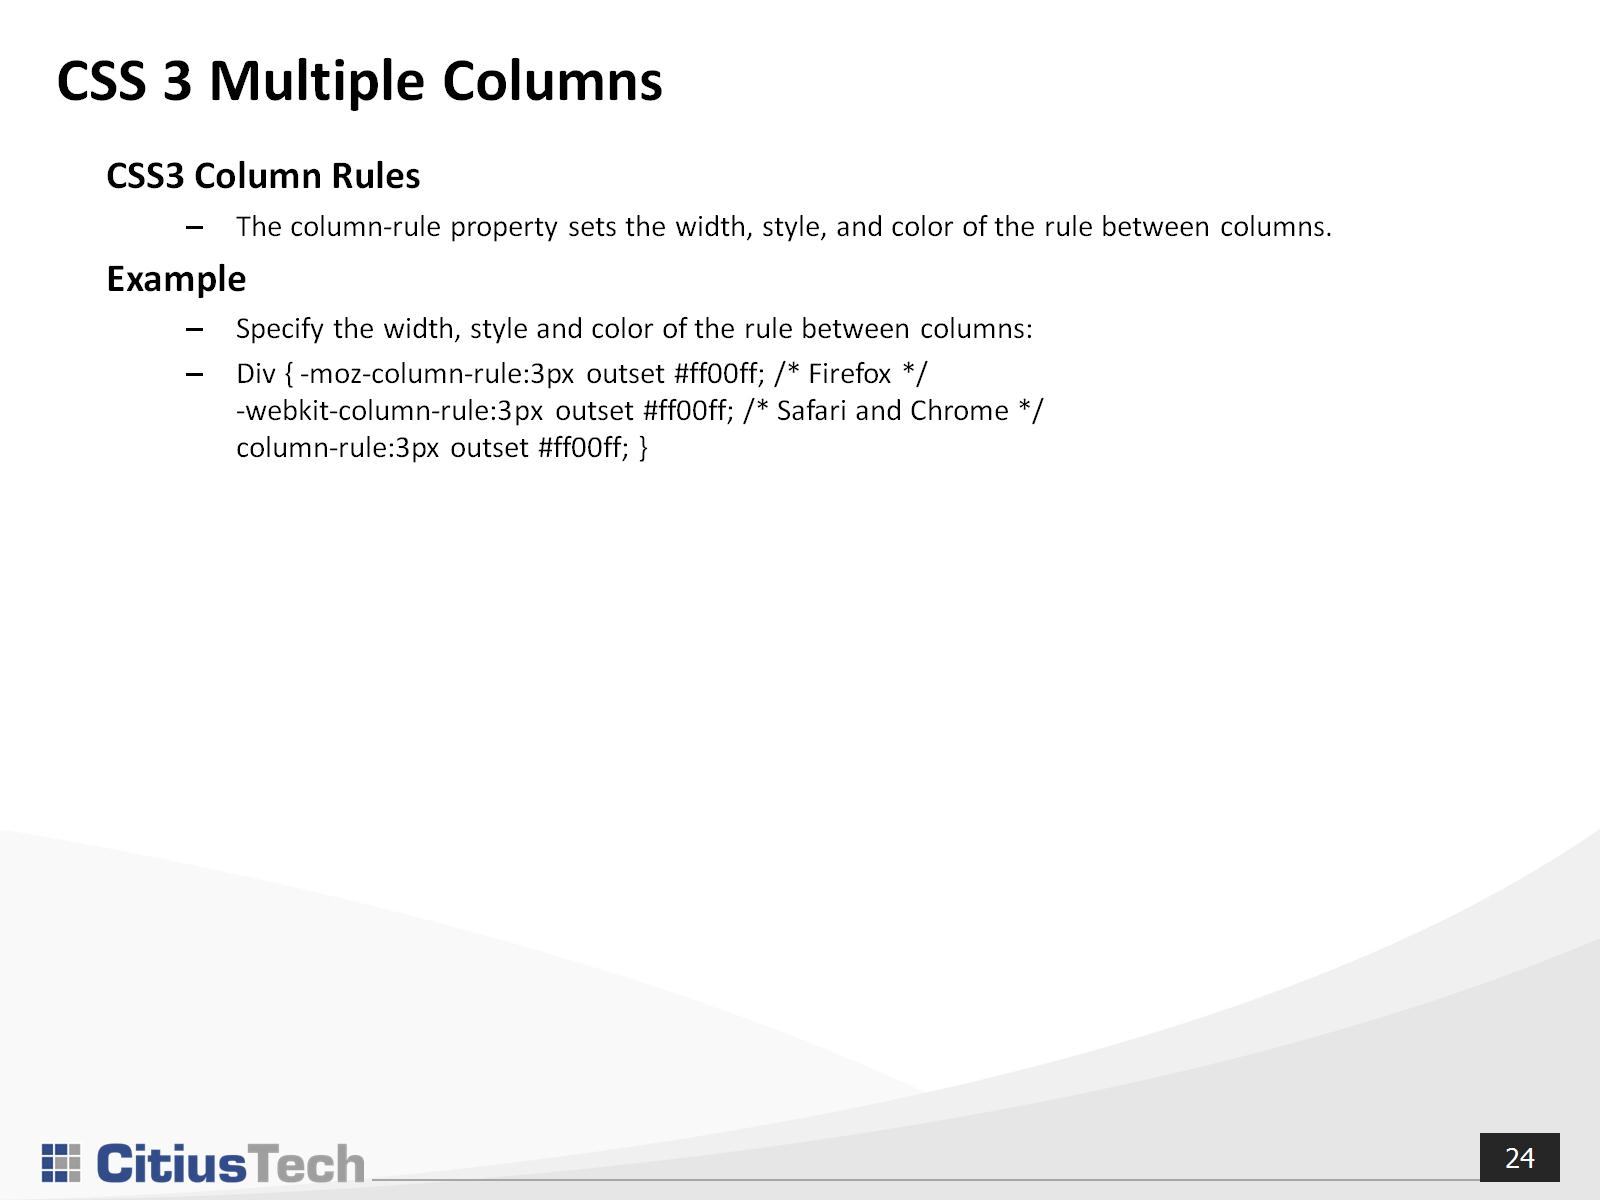 CSS 3 Multiple Columns
CSS3 Column Rules
– The column-rule property sets the width, style, and color of the rule between columns.
Example
– Specify the width, style and color of the rule between columns:
– Div { -moz-column-rule:3px outset #ff00ff; /* Firefox */
-webkit-column-rule:3px outset #ff00ff; /* Safari and Chrome */
column-rule:3px outset #ff00ff; }
CitiusTech
24